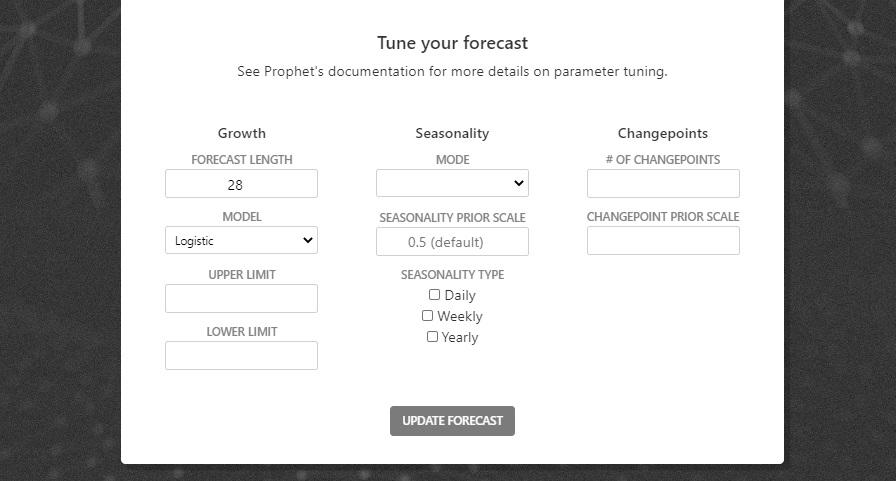 Tune your forecast
See Prophet's documentation for more details on parameter tuning.
Growth
FORECAST LENGTH
28
MODEL
Logistic
UPPER LIMIT
LOWER LIMIT
Seasonality
MODE
SEASONALITY PRIOR SCALE
0.5 (default)
SEASONALITY TYPE
Daily
Weekly
Yearly
Changepoints
# OF CHANGEPOINTS
CHANGEPOINT PRIOR SCALE
UPDATE FORECAST